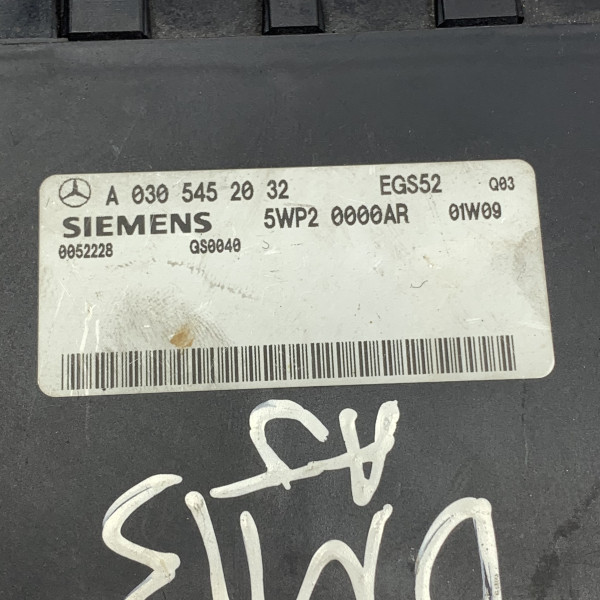 A 030 545 20 32 EGS52 Q03
SIEMENS 5WP2 0000AR 01W09
0052228 QS0040